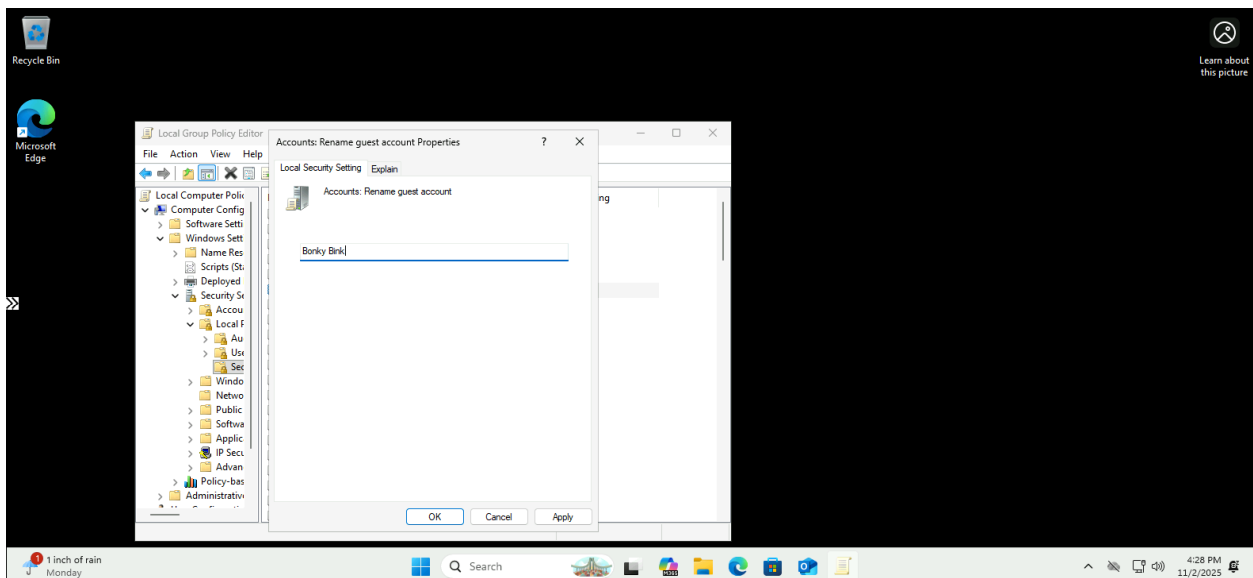 Recycle Bin
Learn about
this picture
Microsoft
Edge
Local Group Policy Editor
File Action View Help
Local Computer Polic
Computer Config
Software Setti
Windows Sett
Name Res
Scripts (Sta
Deployed
Security Se
Accou
Local P
Au
Use
Sec
Windo
Netwo
Public
Softwa
Applic
IP Secu
Advan
Policy-bas
Administrative
ng
Accounts: Rename guest account Properties
?
Local Security Setting Explain
Accounts: Rename guest account
Bonky Bink
OK Cancel Apply
1
1 inch of rain
Monday
Search
4:28 PM
11/2/2025